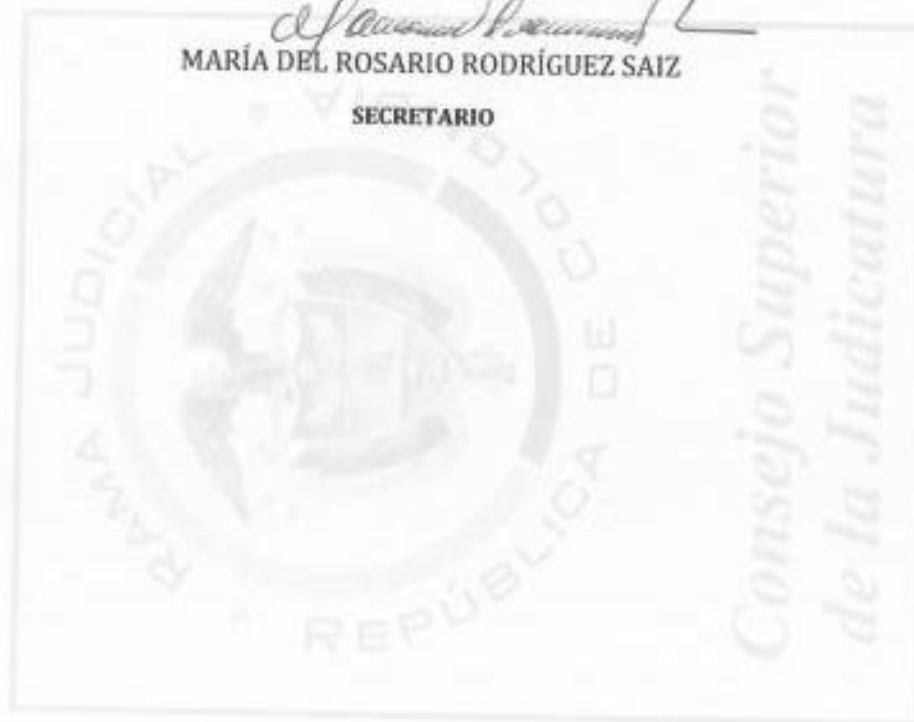 MARÍA DEL ROSARIO RODRÍGUEZ SAIZ
SECRETARIO
RAMA JUDICIAL
REPÚBLICA DE COLOMBIA
Consejo Superior
de la Judicatura